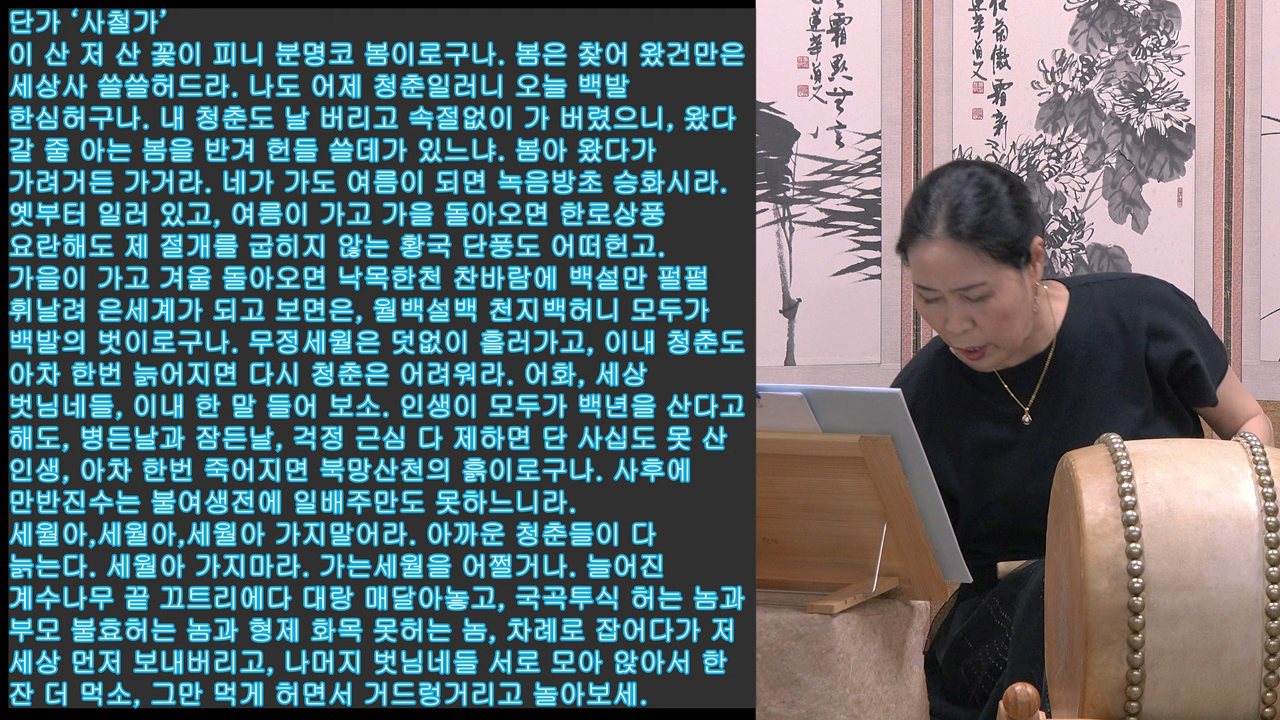 단가 ‘사철가’
이 산 저 산 꽃이 피니 분명코 봄이로구나. 봄은 찾어 왔건만은
세상사 쓸쓸허드라. 나도 어제 청춘일러니 오늘 백발
한심허구나. 내 청춘도 날 버리고 속절없이 가 버렸으니, 왔다
갈 줄 아는 봄을 반겨 헌들 쓸데가 있느냐. 봄아 왔다가
가려거든 가거라. 네가 가도 여름이 되면 녹음방초 승화시라.
옛부터 일러 있고, 여름이 가고 가을 돌아오면 한로상풍
요란해도 제 절개를 굽히지 않는 황국 단풍도 어떠헌고.
가을이 가고 겨울 돌아오면 낙목한천 찬바람에 백설만 펄펄
휘날려 은세계가 되고 보면은, 월백설백 천지백허니 모두가
백발의 벗이로구나. 무정세월은 덧없이 흘러가고, 이내 청춘도
아차 한번 늙어지면 다시 청춘은 어려워라. 어화, 세상
벗님네들, 이내 한 말 들어 보소. 인생이 모두가 백년을 산다고
해도, 병든날과 잠든날, 걱정 근심 다 제하면 단 사십도 못 산
인생, 아차 한번 죽어지면 북망산천의 흙이로구나. 사후에
만반진수는 불여생전에 일배주만도 못하느니라.
세월아,세월아,세월아 가지말어라. 아까운 청춘들이 다
늙는다. 세월아 가지마라. 가는세월을 어쩔거나. 늘어진
계수나무 끝 끄트리에다 대랑 매달아놓고, 국곡투식 허는 놈과
부모 불효허는 놈과 형제 화목 못허는 놈, 차례로 잡어다가 저
세상 먼저 보내버리고, 나머지 벗님네들 서로 모아 앉아서 한
잔 더 먹소, 그만 먹게 허면서 거드렁거리고 놀아보세.